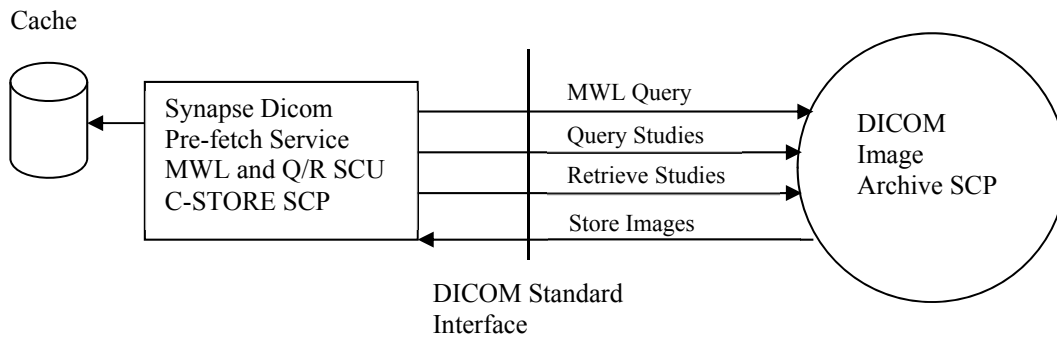 Cache
Synapse Dicom
Pre-fetch Service
MWL and Q/R SCU
C-STORE SCP
MWL Query
Query Studies
Retrieve Studies
Store Images
DICOM
Image
Archive SCP
DICOM Standard
Interface